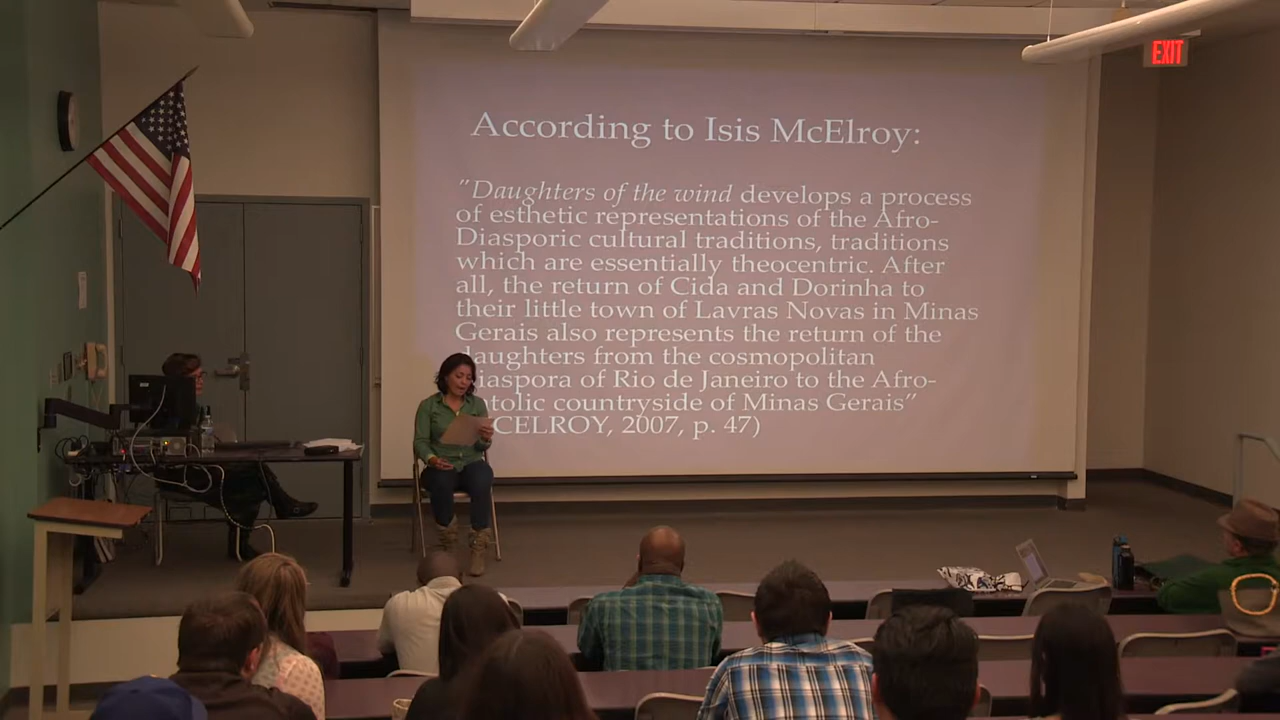 According to Isis McElroy:
"Daughters of the wind develops a process
of esthetic representations of the Afro-
Diasporic cultural traditions, traditions
which are essentially theocentric. After
all, the return of Cida and Dorinha to
their little town of Lavras Novas in Minas
Gerais also represents the return of the
daughters from the cosmopolitan
diaspora of Rio de Janeiro to the Afro-
countryside of Minas Gerais"
CELROY, 2007, p. 47)
EXIT